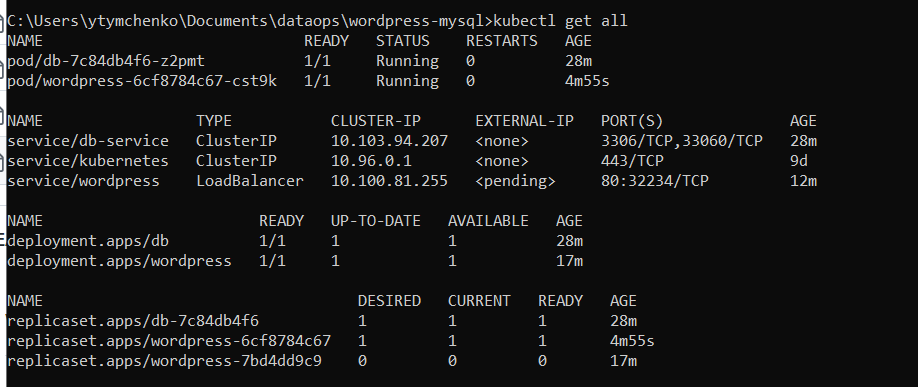 C:\Users\ytymchenko\Documents\dataops\wordpress-mysql>kubectl get all
NAME READY STATUS RESTARTS AGE
pod/db-7c84db4f6-z2pmt 1/1 Running 0 28m
pod/wordpress-6cf8784c67-cst9k 1/1 Running 0 4m55s
NAME TYPE CLUSTER-IP EXTERNAL-IP PORT(S) AGE
service/db-service ClusterIP 10.103.94.207 <none> 3306/TCP,33060/TCP 28m
service/kubernetes ClusterIP 10.96.0.1 <none> 443/TCP 9d
service/wordpress LoadBalancer 10.100.81.255 <pending> 80:32234/TCP 12m
NAME READY UP-TO-DATE AVAILABLE AGE
deployment.apps/db 1/1 1 1 28m
deployment.apps/wordpress 1/1 1 1 17m
NAME DESIRED CURRENT READY AGE
replicaset.apps/db-7c84db4f6 1 1 1 28m
replicaset.apps/wordpress-6cf8784c67 1 1 1 4m55s
replicaset.apps/wordpress-7bd4dd9c9 0 0 0 17m